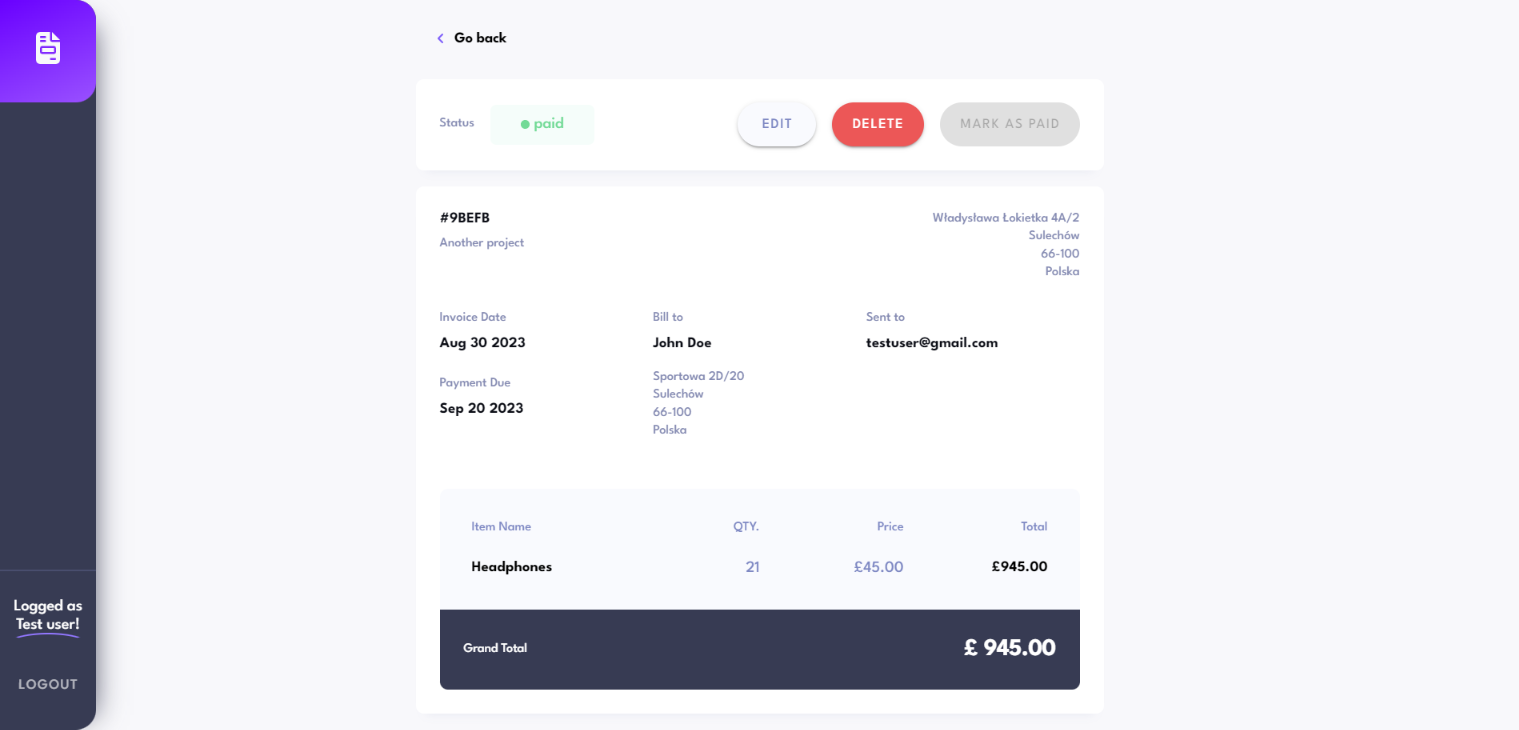 Go back
Status
paid
EDIT
DELETE
MARK AS PAID
#9BEFB
Another project
Władysława Łokietka 4A/2
Sulechów
66-100
Polska
Invoice Date
Aug 30 2023
Payment Due
Sep 20 2023
Bill to
John Doe
Sportowa 2D/20
Sulechów
66-100
Polska
Sent to
testuser@gmail.com
Item Name QTY. Price Total
Headphones 21 £45.00 £945.00
Grand Total £ 945.00
Logged as
Test user!
LOGOUT